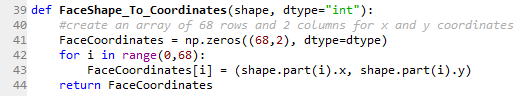 39 def FaceShape_To_Coordinates(shape, dtype="int"):
40     #create an array of 68 rows and 2 columns for x and y coordinates
41     FaceCoordinates = np.zeros((68,2), dtype=dtype)
42     for i in range(0,68):
43         FaceCoordinates[i] = (shape.part(i).x, shape.part(i).y)
44     return FaceCoordinates